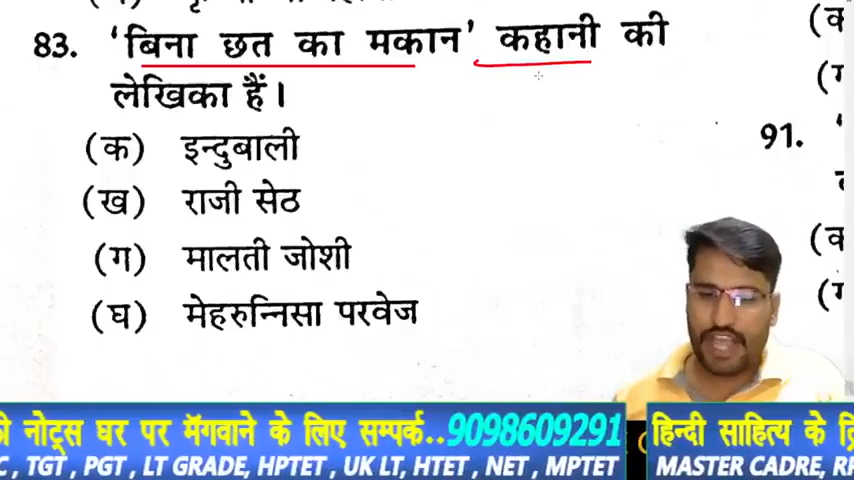 83. 'बिना छत का मकान' कहानी की
लेखिका हैं।
(क) इन्दुबाली
(ख) राजी सेठ
(ग) मालती जोशी
(घ) मेहरुन्निसा परवेज
91.
नोट्स घर पर मॅगवाने के लिए सम्पर्क..9098609291
TGT , PGT , LT GRADE, HPTET , UK LT, HTET , NET , MPTET
हिन्दी साहित्य के
MASTER CADRE,